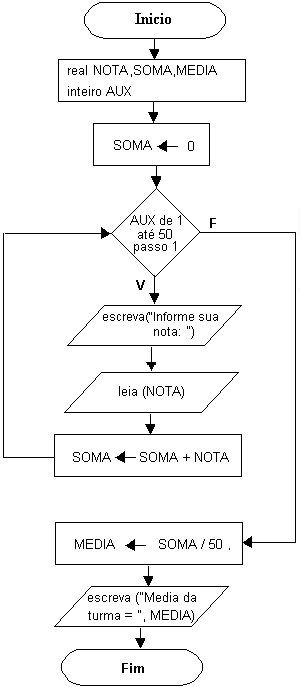 Inicio
real NOTA,SOMA,MEDIA
inteiro AUX
SOMA ← 0
AUX de 1
até 50
passo 1
F
V
escreva("Informe sua
nota: ")
leia (NOTA)
SOMA ← SOMA + NOTA
MEDIA ← SOMA / 50 .
escreva ("Media da
turma = ", MEDIA)
Fim